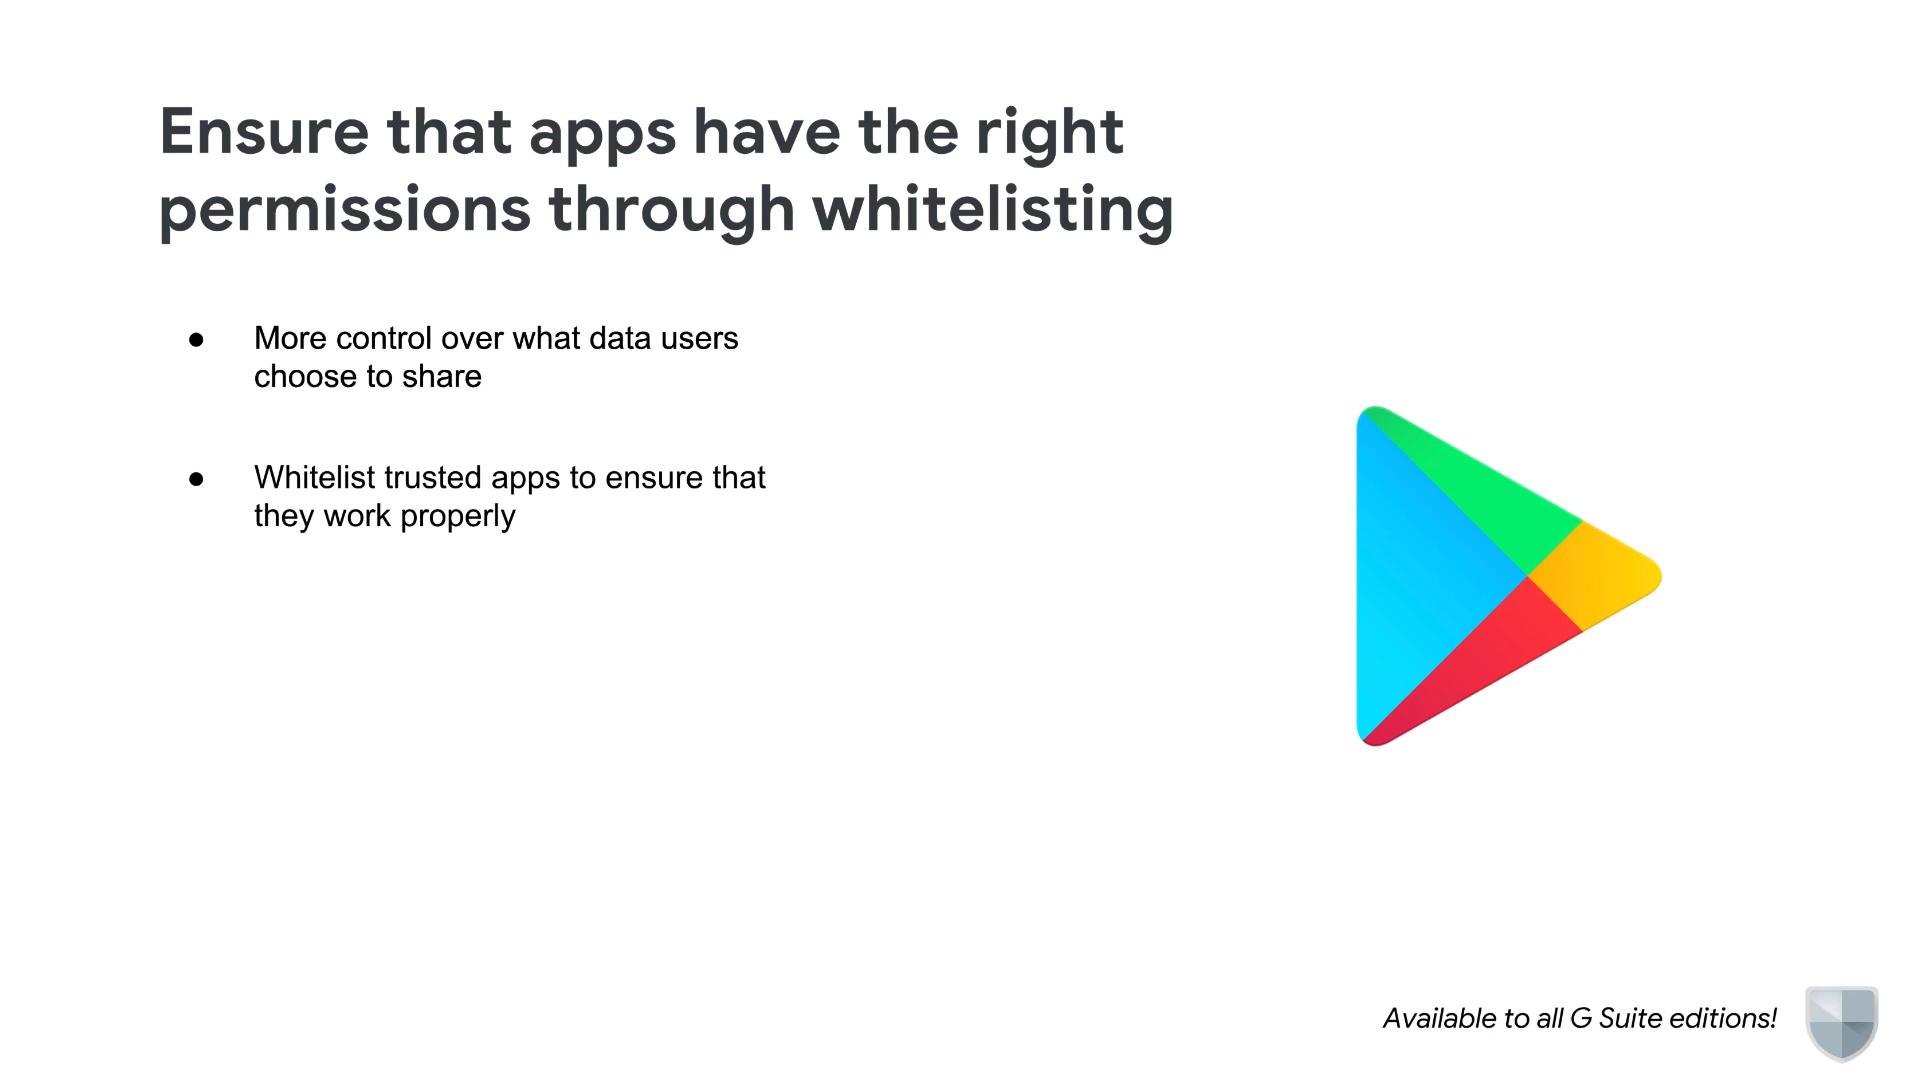 Ensure that apps have the right
permissions through whitelisting
● More control over what data users
choose to share
● Whitelist trusted apps to ensure that
they work properly
Available to all G Suite editions!